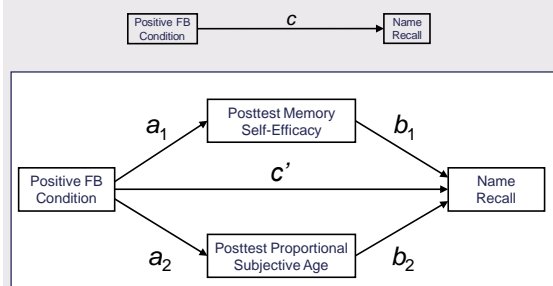 c
Positive FB
Condition
Name
Recall
a1
Posttest Memory
Self-Efficacy
b1
Positive FB
Condition
c'
Name
Recall
a2
Posttest Proportional
Subjective Age
b2